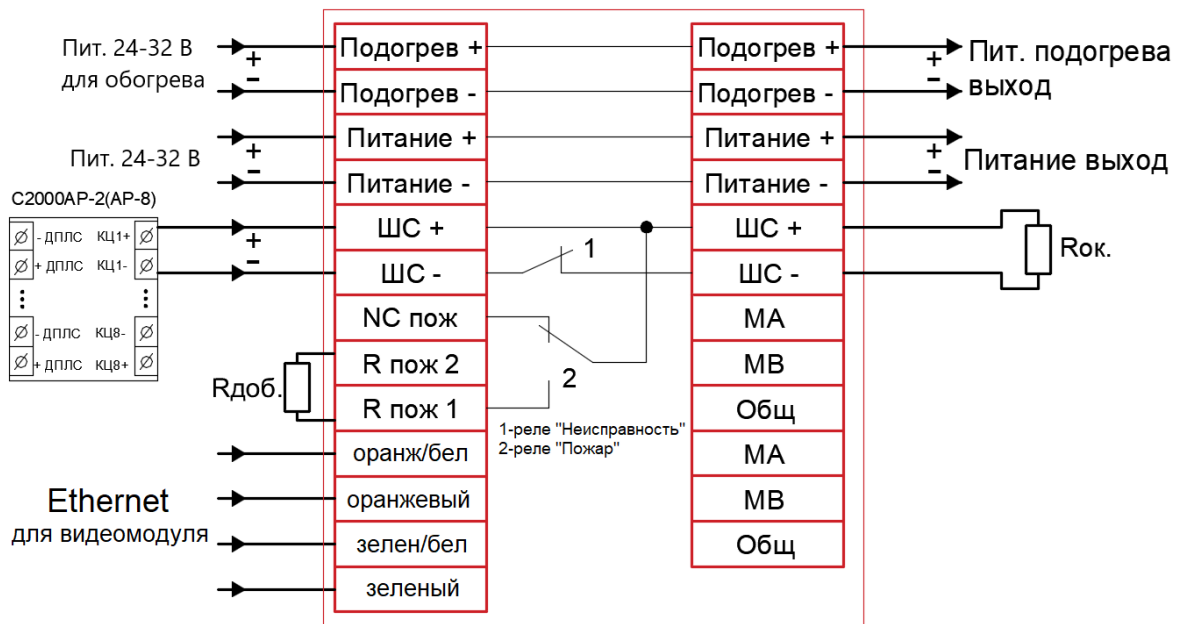 Пит. 24-32 В
для обогрева
+
−
Пит. 24-32 В
+
−
С2000АР-2(АР-8)
- ДПЛС КЦ1+
+ ДПЛС КЦ1-
- ДПЛС КЦ8-
+ ДПЛС КЦ8+
+
−
Rдоб.
Ethernet
для видеомодуля
Подогрев +
Подогрев -
Питание +
Питание -
ШС +
ШС -
NC пож
R пож 2
R пож 1
оранж/бел
оранжевый
зелен/бел
зеленый
1
2
1-реле "Неисправность"
2-реле "Пожар"
Подогрев +
Подогрев -
Питание +
Питание -
ШС +
ШС -
МА
МВ
Общ
МА
МВ
Общ
+
−
Пит. подогрева
выход
+
−
Питание выход
Rок.